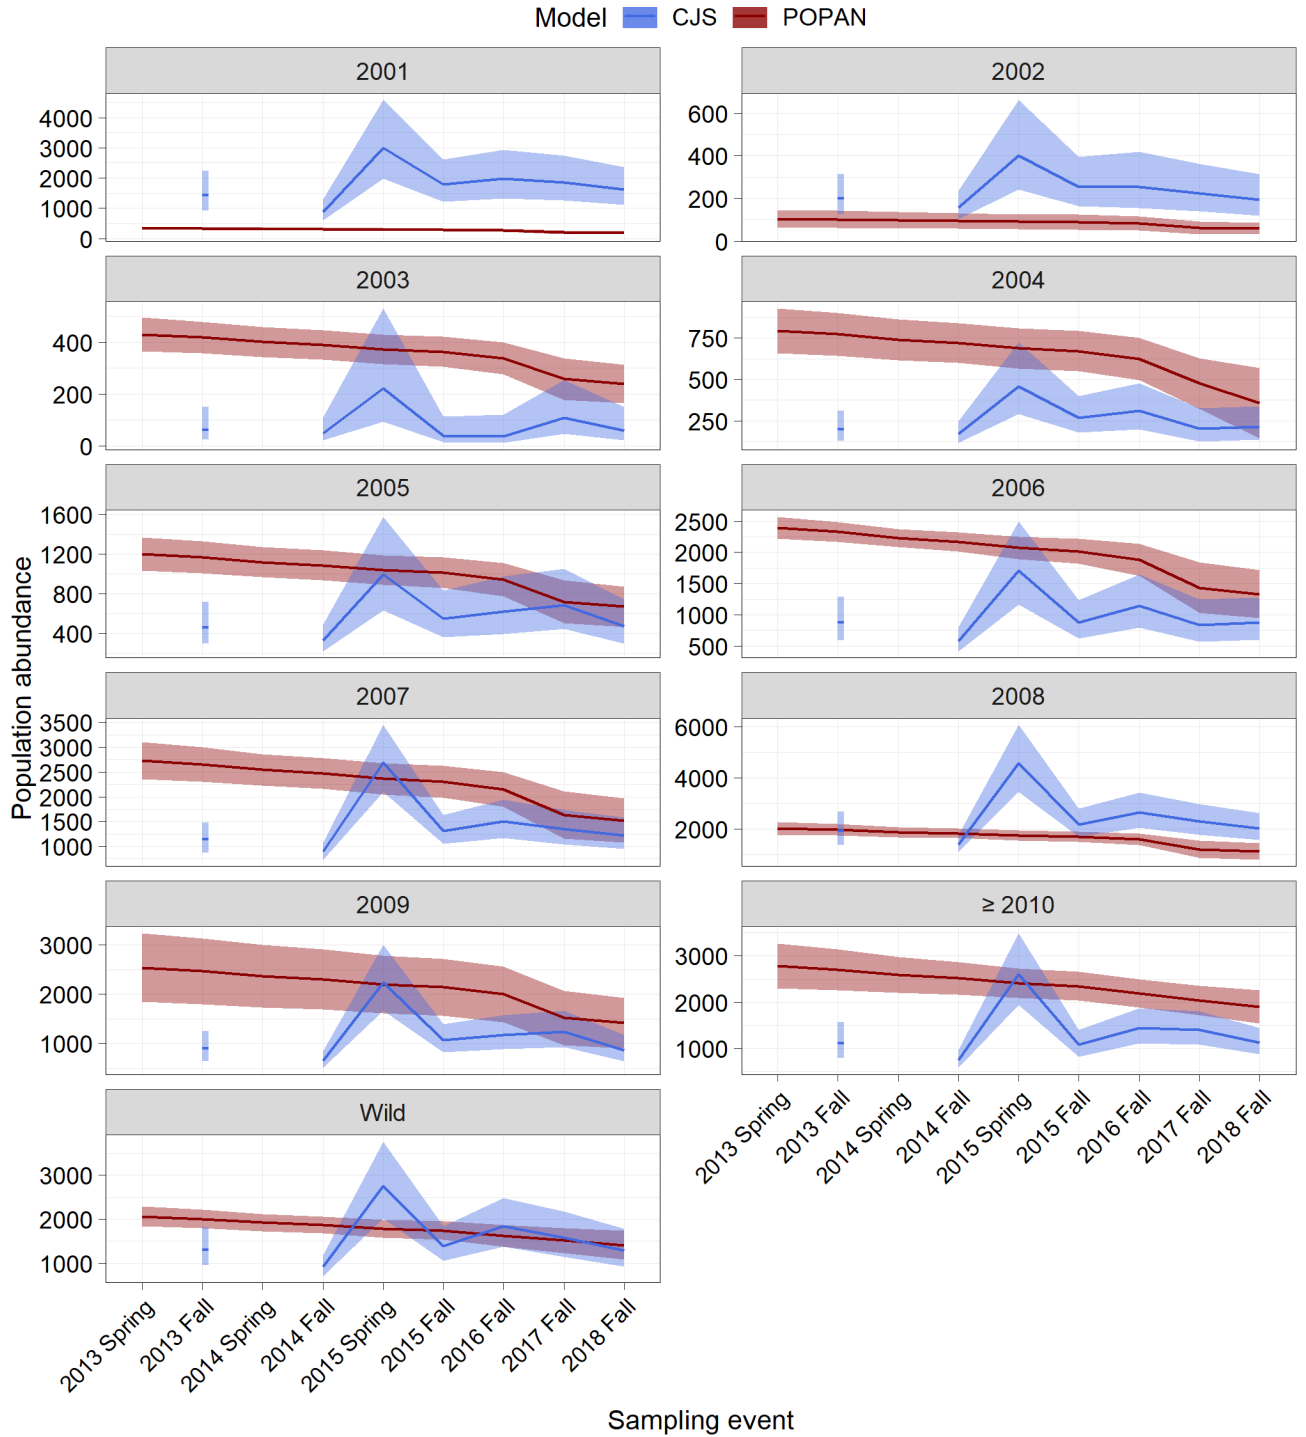 Model CJS POPAN
2001
4000
3000
2000
1000
0
2002
600
400
200
0
2003
400
200
0
2004
750
500
250
2005
1600
1200
800
400
2006
2500
2000
1500
1000
500
2007
3500
3000
2500
2000
1500
1000
2008
6000
4000
2000
2009
3000
2000
1000
≥ 2010
3000
2000
1000
2013 Spring
2013 Fall
2014 Spring
2014 Fall
2015 Spring
2015 Fall
2016 Fall
2017 Fall
2018 Fall
Wild
3000
2000
1000
2013 Spring
2013 Fall
2014 Spring
2014 Fall
2015 Spring
2015 Fall
2016 Fall
2017 Fall
2018 Fall
Population abundance
Sampling event